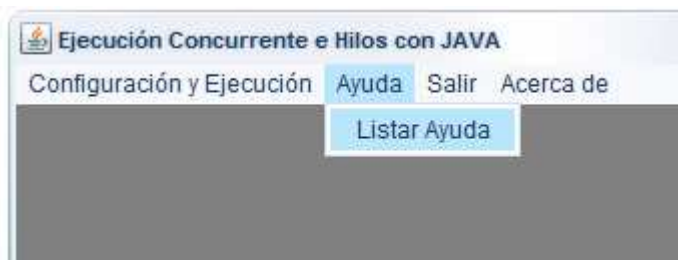 Ejecución Concurrente e Hilos con JAVA
Configuración y Ejecución Ayuda Salir Acerca de
Listar Ayuda